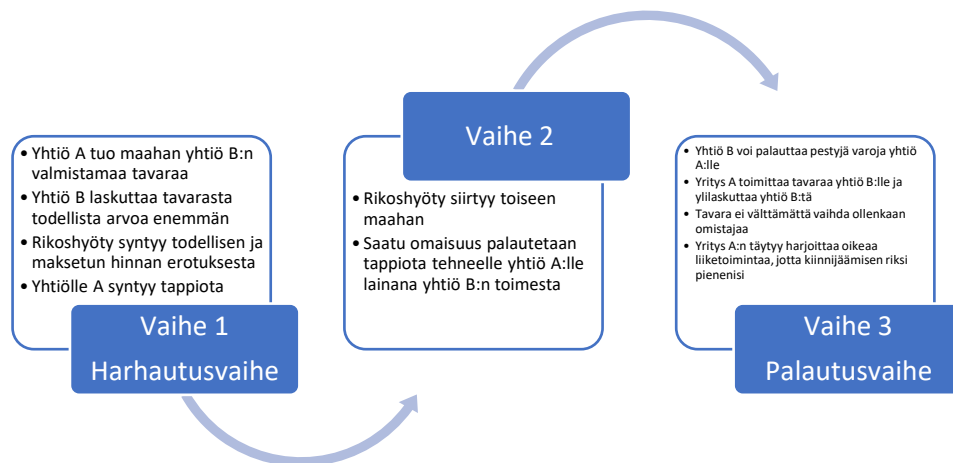 • Yhtiö A tuo maahan yhtiö B:n
valmistamaa tavaraa
• Yhtiö B laskuttaa tavarasta
todellista arvoa enemmän
• Rikoshyöty syntyy todellisen ja
maksetun hinnan erotuksesta
• Yhtiölle A syntyy tappiota
Vaihe 1
Harhautusvaihe
Vaihe 2
• Rikoshyöty siirtyy toiseen
maahan
• Saatu omaisuus palautetaan
tappiota tehneelle yhtiö A:lle
lainana yhtiö B:n toimesta
• Yhtiö B voi palauttaa pestyjä varoja yhtiö
A:lle
• Yritys A toimittaa tavaraa yhtiö B:lle ja
ylilaskuttaa yhtiö B:tä
• Tavara ei välttämättä vaihda ollenkaan
omistajaa
• Yritys A:n täytyy harjoittaa oikeaa
liiketoimintaa, jotta kiinnijäämisen riksi
pienenisi
Vaihe 3
Palautusvaihe